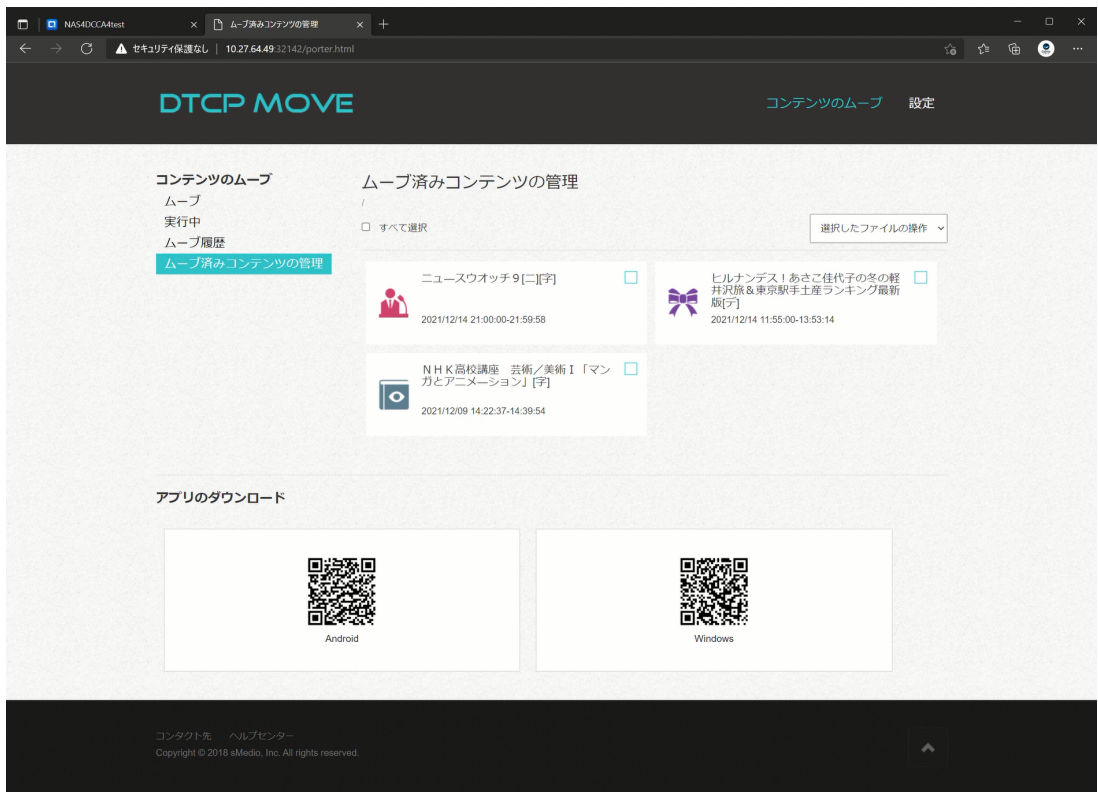 NAS4DCCA4test
ムーブ済みコンテンツの管理
セキュリティ保護なし
10.27.64.49:32142/porter.html
DTCP MOVE
コンテンツのムーブ
設定
コンテンツのムーブ
ムーブ
実行中
ムーブ履歴
ムーブ済みコンテンツの管理
ムーブ済みコンテンツの管理
/
すべて選択
選択したファイルの操作
ニュースウオッチ９[二][字]
2021/12/14 21:00:00-21:59:58
ヒルナンデス！あさこ佳代子の冬の軽
井沢旅＆東京駅手土産ランキング最新
版[デ]
2021/12/14 11:55:00-13:53:14
ＮＨＫ高校講座　芸術／美術Ⅰ「マン
ガとアニメーション」[字]
2021/12/09 14:22:37-14:39:54
アプリのダウンロード
Android
Windows
コンタクト先
ヘルプセンター
Copyright © 2018 sMedio, Inc. All rights reserved.